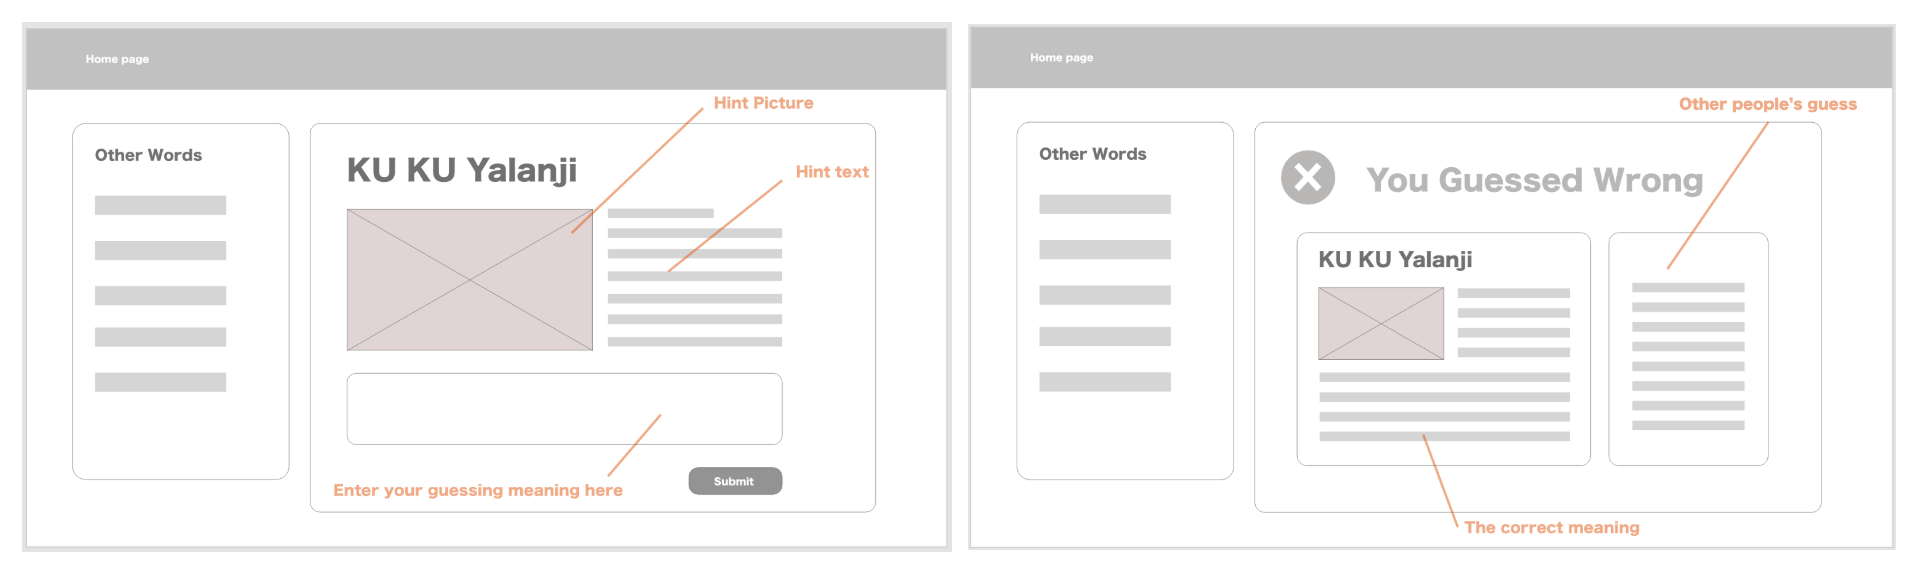 Home page
Hint Picture
Other Words
KU KU Yalanji
Hint text
Enter your guessing meaning here
Submit
Home page
Other people's guess
Other Words
You Guessed Wrong
KU KU Yalanji
The correct meaning